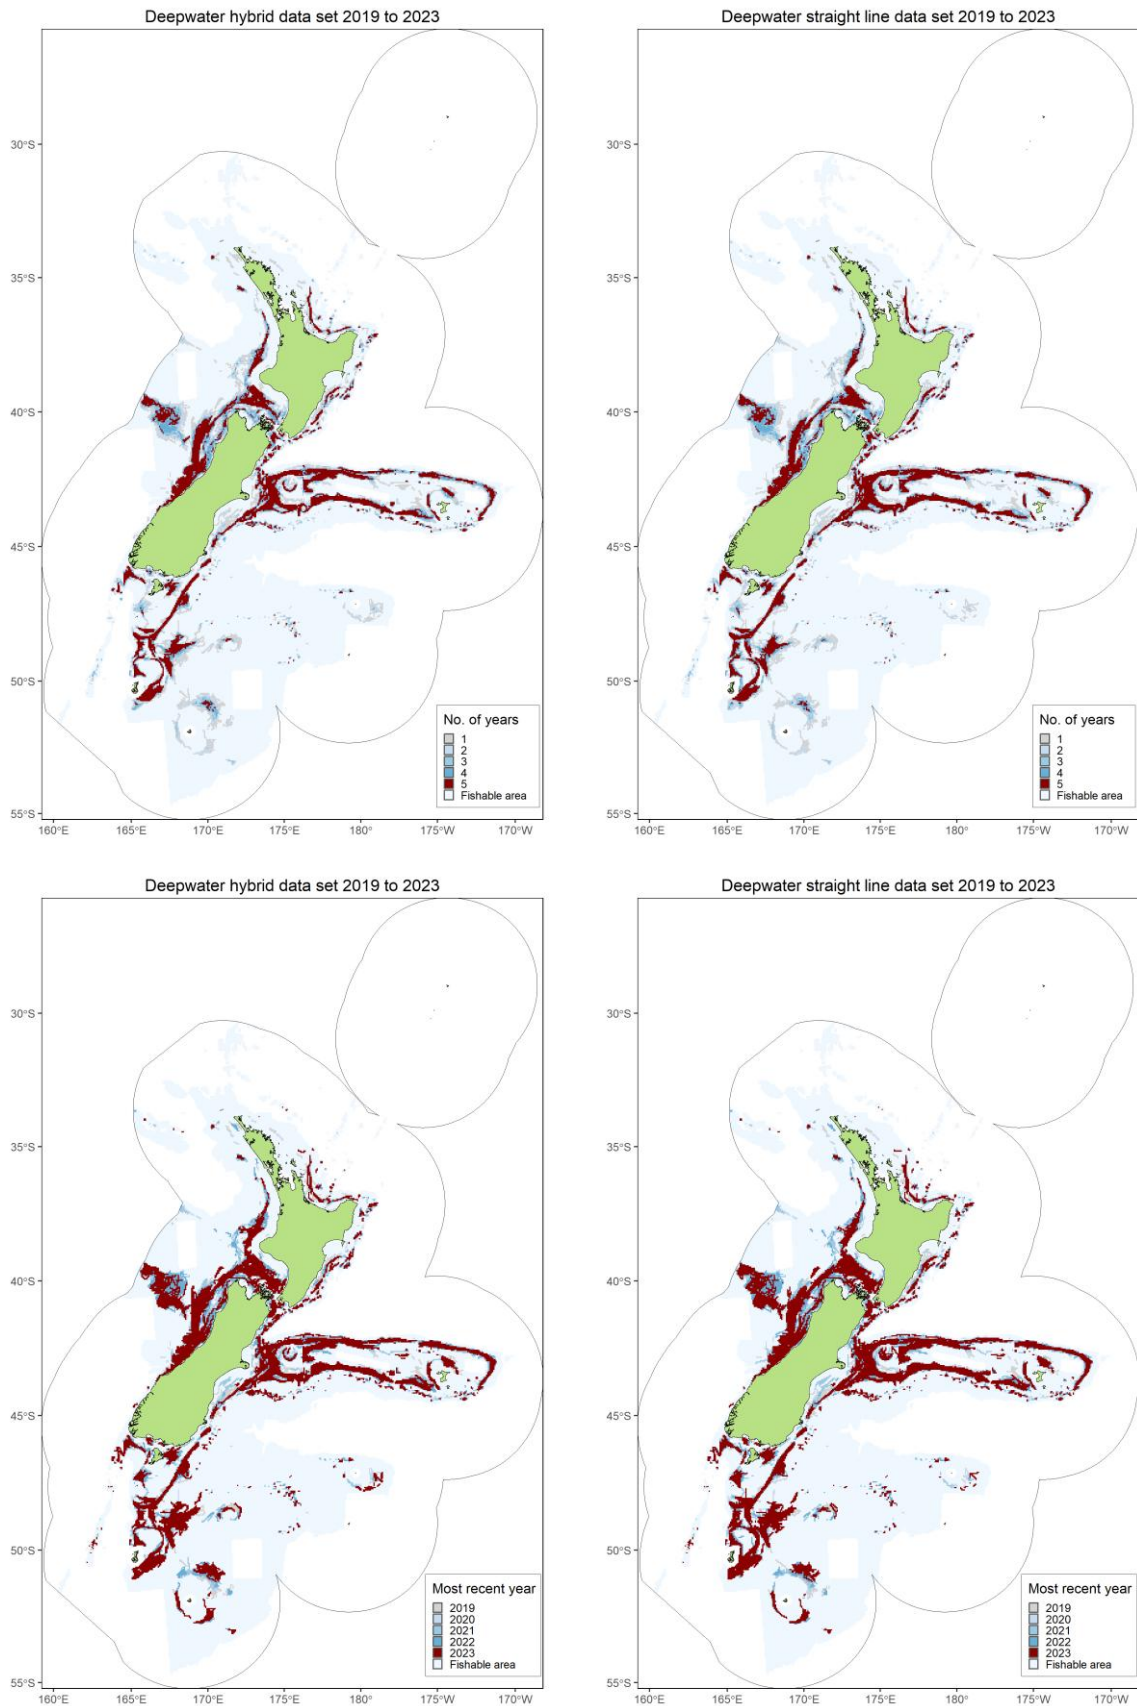 Deepwater hybrid data set 2019 to 2023
30°S
35°S
40°S
45°S
50°S
55°S
160°E
165°E
170°E
175°E
180°
175°W
170°W
No. of years
1
2
3
4
5
Fishable area
Deepwater straight line data set 2019 to 2023
30°S
35°S
40°S
45°S
50°S
55°S
160°E
165°E
170°E
175°E
180°
175°W
170°W
No. of years
1
2
3
4
5
Fishable area
Deepwater hybrid data set 2019 to 2023
30°S
35°S
40°S
45°S
50°S
55°S
160°E
165°E
170°E
175°E
180°
175°W
170°W
Most recent year
2019
2020
2021
2022
2023
Fishable area
Deepwater straight line data set 2019 to 2023
30°S
35°S
40°S
45°S
50°S
55°S
160°E
165°E
170°E
175°E
180°
175°W
170°W
Most recent year
2019
2020
2021
2022
2023
Fishable area